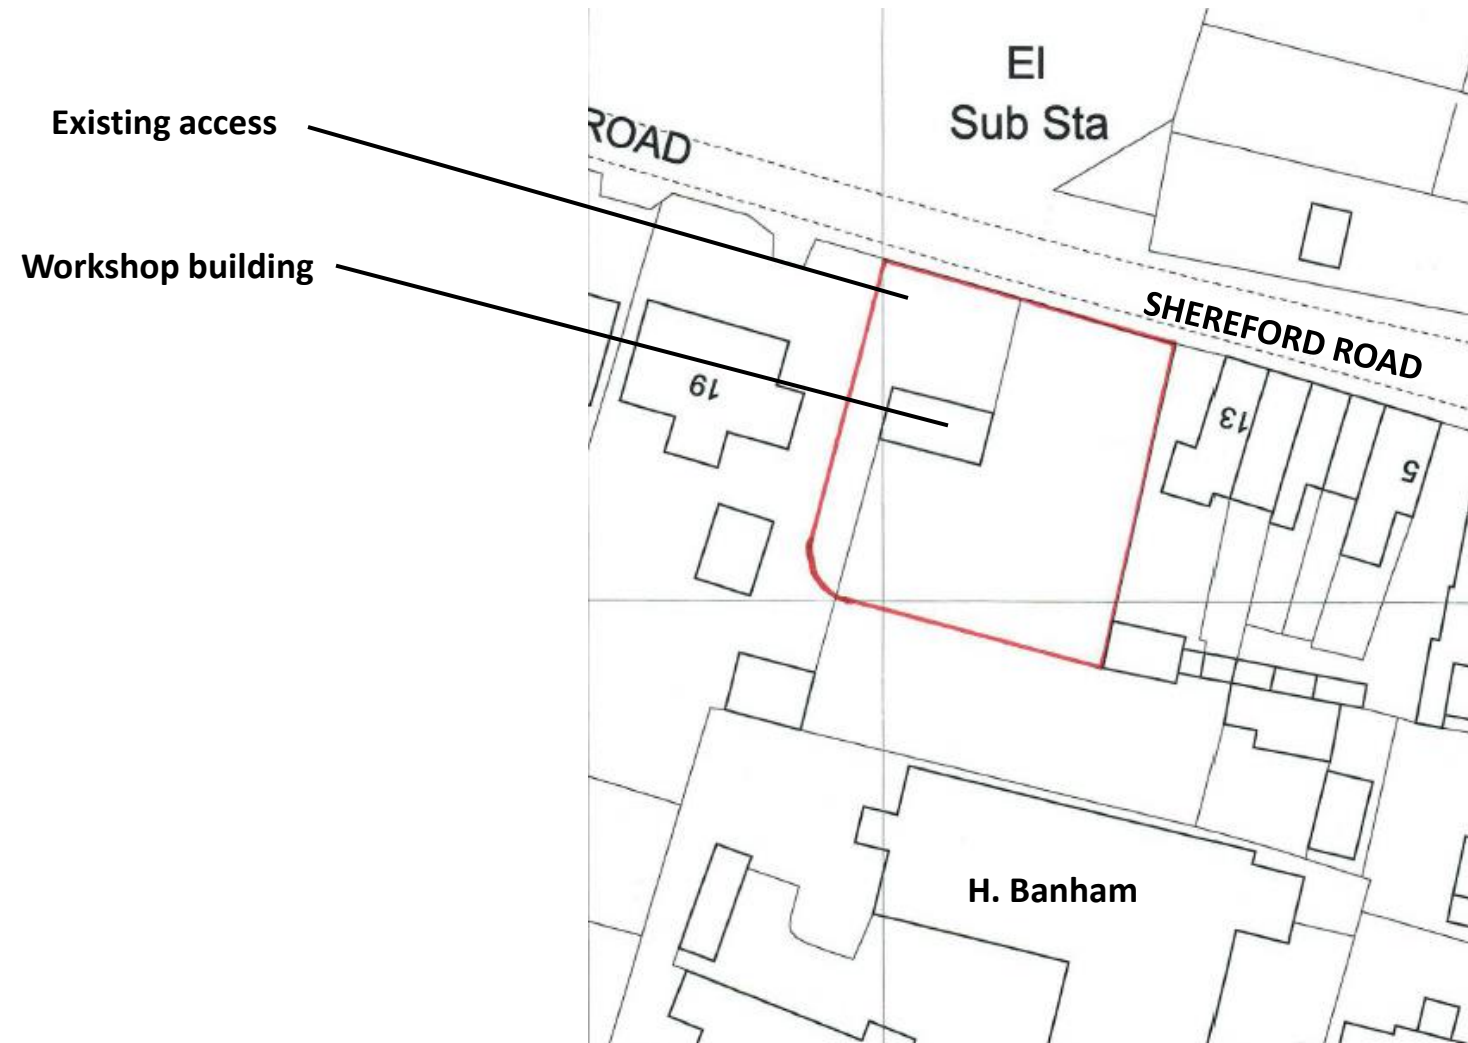 El
Sub Sta
Existing access
ROAD
Workshop building
SHEREFORD ROAD
19
13
5
H. Banham